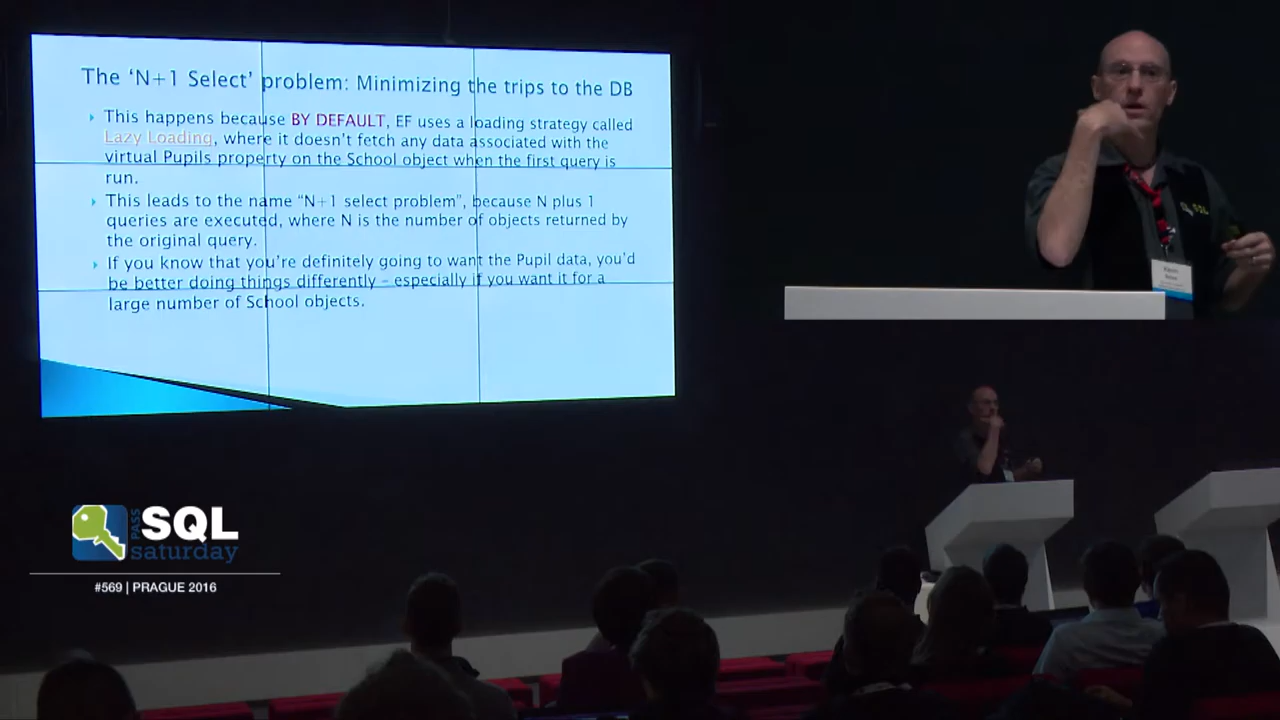 The 'N+1 Select' problem: Minimizing the trips to the DB
This happens because BY DEFAULT, EF uses a loading strategy called
Lazy Loading, where it doesn't fetch any data associated with the
virtual Pupils property on the School object when the first query is
run.
This leads to the name "N+1 select problem", because N plus 1
queries are executed, where N is the number of objects returned by
the original query.
If you know that you're definitely going to want the Pupil data, you'd
be better doing things differently – especially if you want it for a
large number of School objects.
SQL
PASS
SQL
saturday
#569 | PRAGUE 2016